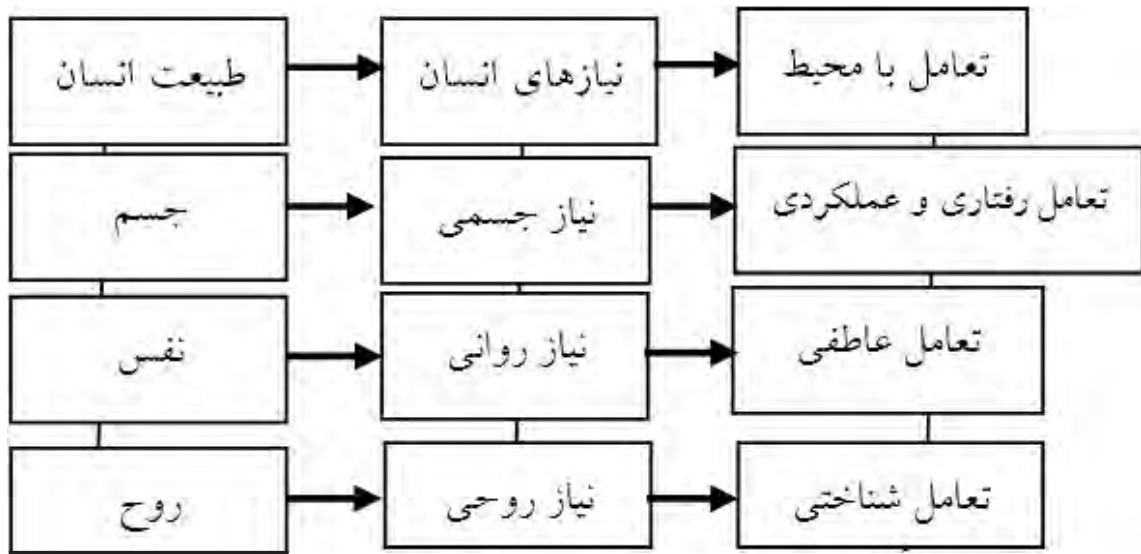 طبیعت انسان
نیازهای انسان
تعامل با محیط
جسم
نیاز جسمی
تعامل رفتاری و عملکردی
نفس
نیاز روانی
تعامل عاطفی
روح
نیاز روحی
تعامل شناختی